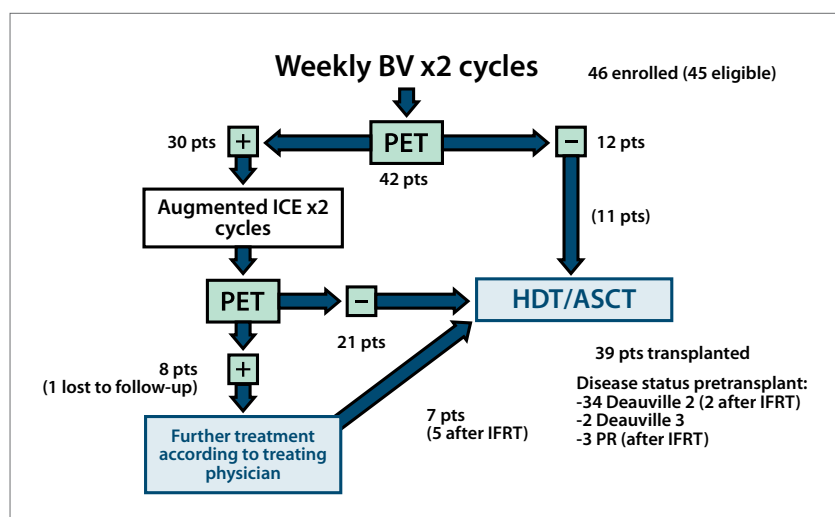 Weekly BV x2 cycles
46 enrolled (45 eligible)
30 pts
+
PET
−
12 pts
42 pts
Augmented ICE x2
cycles
(11 pts)
PET
−
HDT/ASCT
21 pts
8 pts
(1 lost to follow-up)
+
39 pts transplanted
Disease status pretransplant:
-34 Deauville 2 (2 after IFRT)
-2 Deauville 3
-3 PR (after IFRT)
7 pts
(5 after IFRT)
Further treatment
according to treating
physician